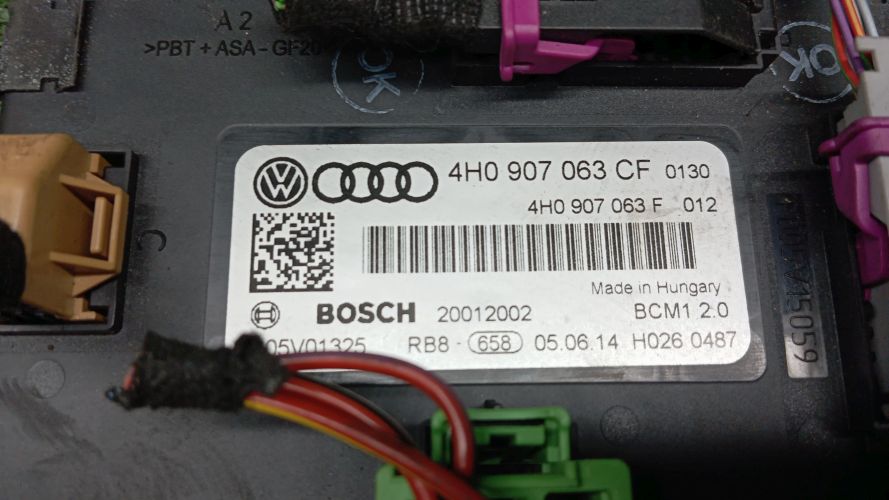 A 2
>PBT + ASA - GF20
OK
OK
4H0 907 063 CF 0130
4H0 907 063 F 012
Made in Hungary
BOSCH 20012002 BCM1 2.0
05V01325 RB8 - 658 05.06.14 H026 0487
C